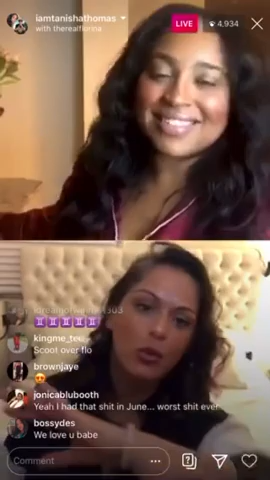 iamtanishathomas
with therealflorina
LIVE
4,934
♊♊♊♊♊
Scoot over flo
brownjaye
😍
jonicablubooth
Yeah I had that shit in June... worst shit ever
bossydes
We love u babe
Comment